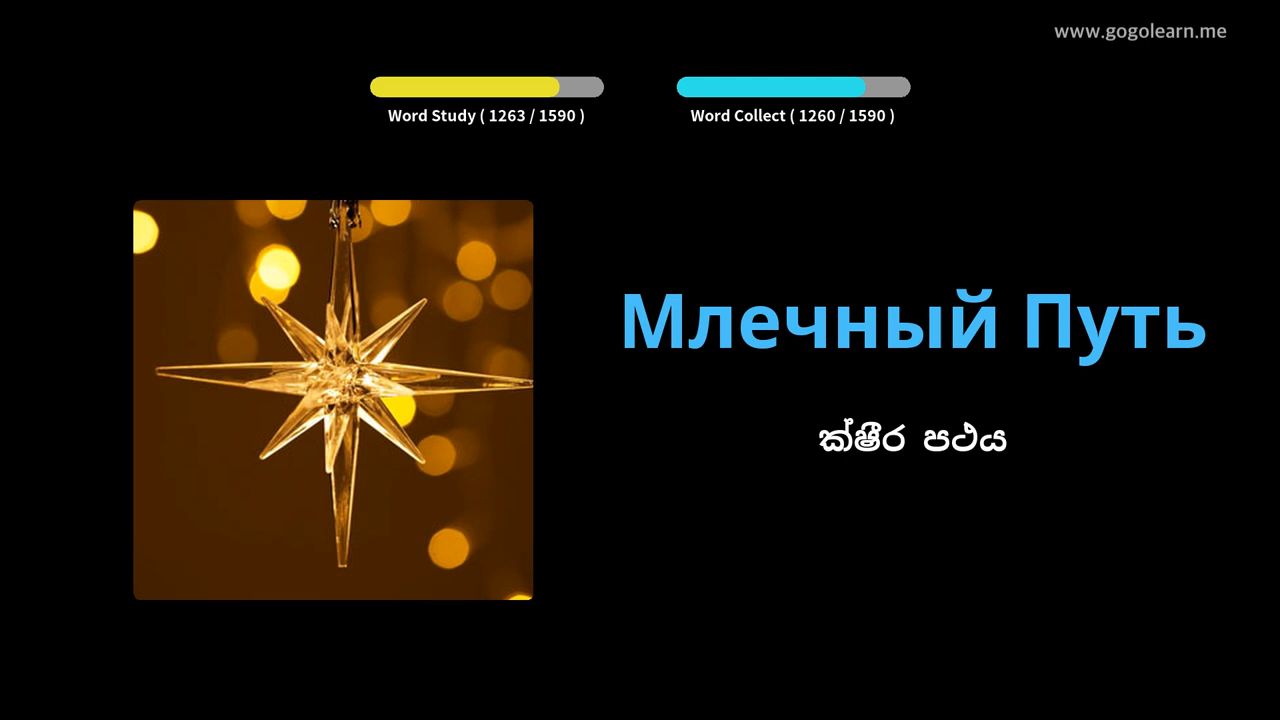 www.gogolearn.me
Word Study ( 1263 / 1590 )
Word Collect ( 1260 / 1590 )
Млечный Путь
ක්ෂීර පථය